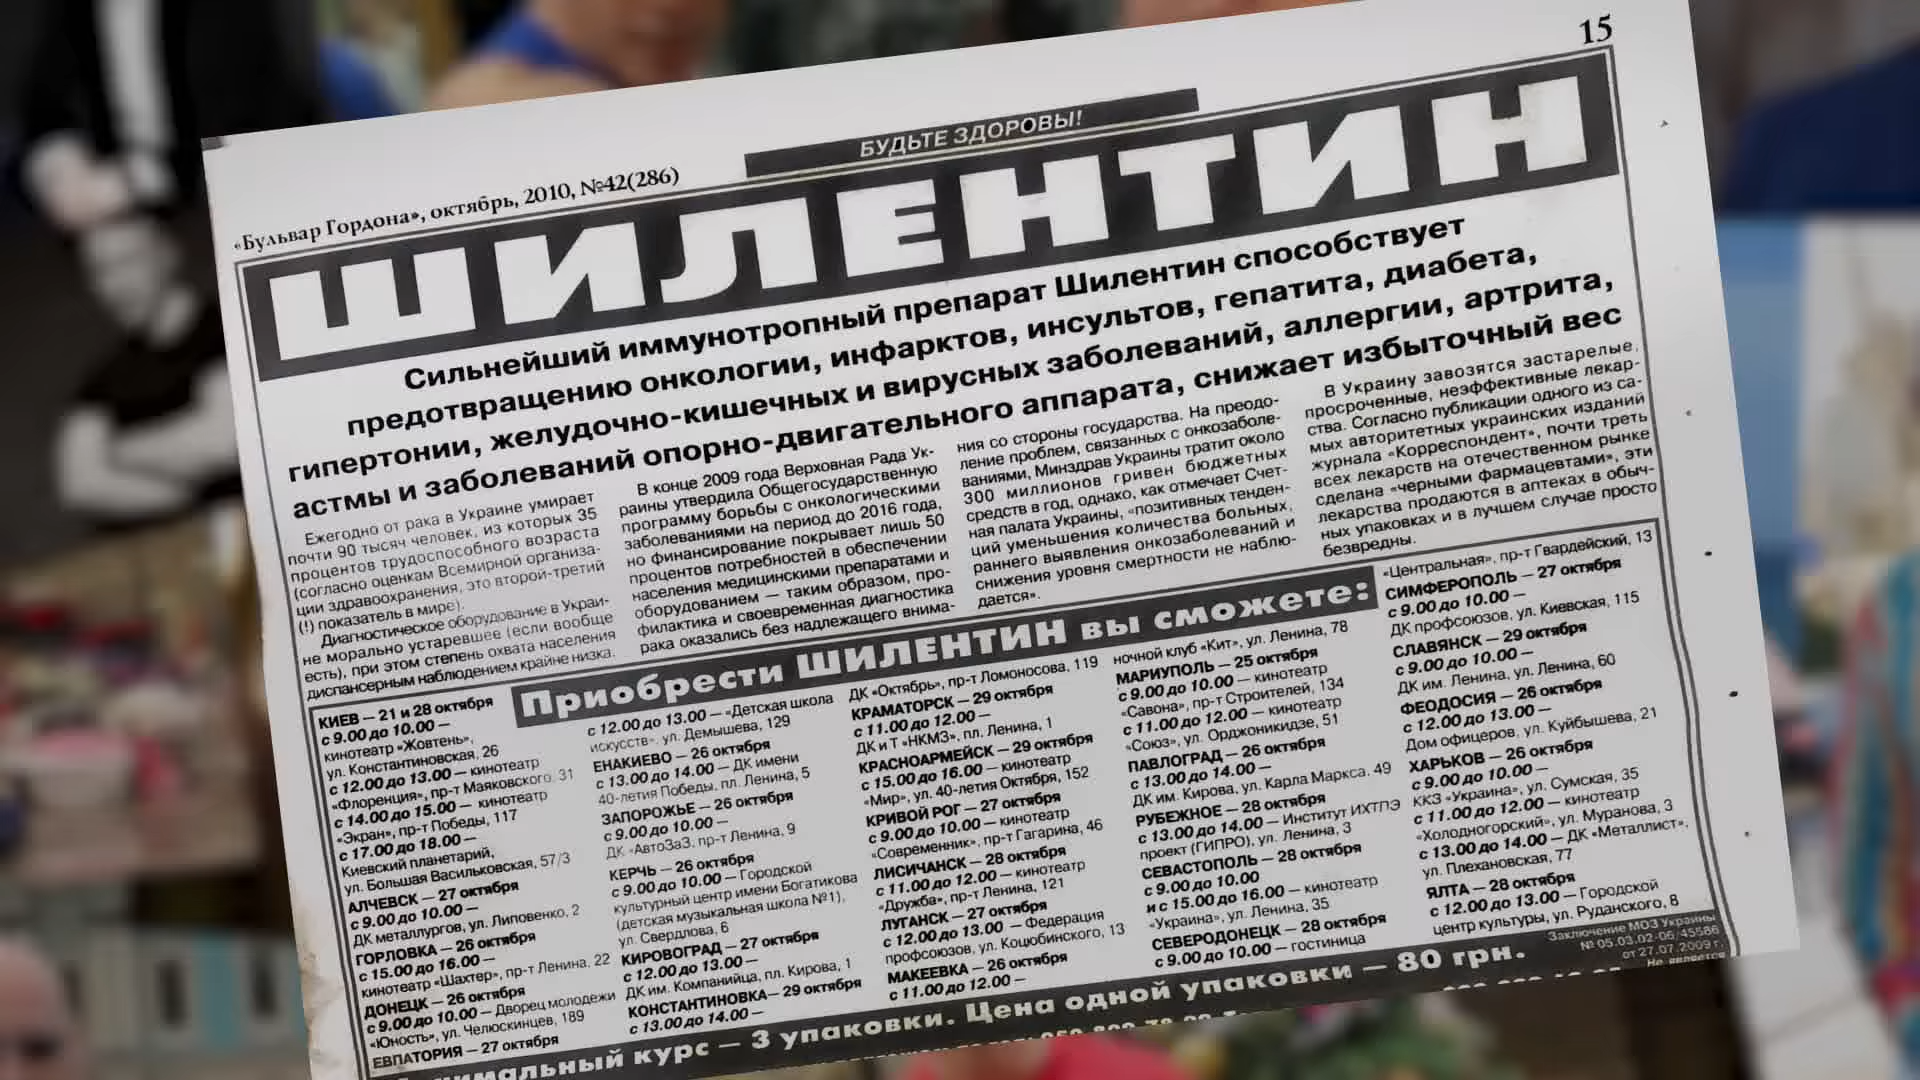 15
«Бульвар Гордона», октябрь, 2010, №42(286)
БУДЬТЕ ЗДОРОВЫ!
ШИЛЕНТИН
Сильнейший иммунотропный препарат Шилентин способствует
предотвращению онкологии, инфарктов, инсультов, гепатита, диабета,
гипертонии, желудочно-кишечных и вирусных заболеваний, аллергии, артрита,
астмы и заболеваний опорно-двигательного аппарата, снижает избыточный вес
Ежегодно от рака в Украине умирает
почти 90 тысяч человек, из которых 35
процентов трудоспособного возраста
(согласно оценкам Всемирной организа-
ции здравоохранения, это второй-третий
(!) показатель в мире).
Диагностическое оборудование в Украи-
не морально устаревшее (если вообще
есть), при этом степень охвата населения
диспансерным наблюдением крайне низка.
В конце 2009 года Верховная Рада Ук-
раины утвердила Общегосударственную
программу борьбы с онкологическими
заболеваниями на период до 2016 года,
но финансирование покрывает лишь 50
процентов потребностей в обеспечении
населения медицинскими препаратами и
оборудованием — таким образом, про-
филактика и своевременная диагностика
рака оказались без надлежащего внима-
ния со стороны государства. На преодо-
ление проблем, связанных с онкозаболе-
ваниями, Минздрав Украины тратит около
300 миллионов гривен бюджетных
средств в год, однако, как отмечает Счет-
ная палата Украины, «позитивных тенден-
ций уменьшения количества больных,
раннего выявления онкозаболеваний и
снижения уровня смертности не наблю-
дается».
В Украину завозятся застарелые,
просроченные, неэффективные лекар-
ства. Согласно публикации одного из са-
мых авторитетных украинских изданий
журнала «Корреспондент», почти треть
всех лекарств на отечественном рынке
сделана «черными фармацевтами», эти
лекарства продаются в аптеках в обыч-
ных упаковках и в лучшем случае просто
безвредны.
Приобрести ШИЛЕНТИН вы сможете:
КИЕВ — 21 и 28 октября
с 9.00 до 10.00 —
кинотеатр «Жовтень»,
ул. Константиновская, 26
с 12.00 до 13.00 — кинотеатр
«Флоренция», пр-т Маяковского, 31
с 14.00 до 15.00 — кинотеатр
«Экран», пр-т Победы, 117
с 17.00 до 18.00 —
Киевский планетарий,
ул. Большая Васильковская, 57/3
АЛЧЕВСК — 27 октября
с 9.00 до 10.00 —
ДК металлургов, ул. Липовенко, 2
ГОРЛОВКА — 26 октября
с 15.00 до 16.00 —
кинотеатр «Шахтер», пр-т Ленина, 22
ДОНЕЦК — 26 октября
с 9.00 до 10.00 — Дворец молодежи
«Юность», ул. Челюскинцев, 189
ЕВПАТОРИЯ — 27 октября
с 12.00 до 13.00 — «Детская школа
искусств», ул. Демышева, 129
ЕНАКИЕВО — 26 октября
с 13.00 до 14.00 — ДК имени
40-летия Победы, пл. Ленина, 5
ЗАПОРОЖЬЕ — 26 октября
с 9.00 до 10.00 —
ДК «АвтоЗаЗ, пр-т Ленина, 9
КЕРЧЬ — 26 октября
с 9.00 до 10.00 — Городской
культурный центр имени Богатикова
(детская музыкальная школа №1),
ул. Свердлова, 6
КИРОВОГРАД — 27 октября
с 12.00 до 13.00 —
ДК им. Компанийца, пл. Кирова, 1
КОНСТАНТИНОВКА— 29 октября
с 13.00 до 14.00 —
ДК «Октябрь», пр-т Ломоносова, 119
КРАМАТОРСК — 29 октября
с 11.00 до 12.00 —
ДК и Т «НКМЗ», пл. Ленина, 1
КРАСНОАРМЕЙСК — 29 октября
с 15.00 до 16.00 — кинотеатр
«Мир», ул. 40-летия Октября, 152
КРИВОЙ РОГ — 27 октября
с 9.00 до 10.00 — кинотеатр
«Современник», пр-т Гагарина, 46
ЛИСИЧАНСК — 28 октября
с 11.00 до 12.00 — кинотеатр
«Дружба», пр-т Ленина, 121
ЛУГАНСК — 27 октября
с 12.00 до 13.00 — Федерация
профсоюзов, ул. Коцюбинского, 13
МАКЕЕВКА — 26 октября
с 11.00 до 12.00 —
ночной клуб «Кит», ул. Ленина, 78
МАРИУПОЛЬ — 25 октября
с 9.00 до 10.00 — кинотеатр
«Савона», пр-т Строителей, 134
с 11.00 до 12.00 — кинотеатр
«Союз», ул. Орджоникидзе, 51
ПАВЛОГРАД — 26 октября
с 13.00 до 14.00 —
ДК им. Кирова, ул. Карла Маркса, 49
РУБЕЖНОЕ — 28 октября
с 13.00 до 14.00 — Институт ИХТПЭ
проект (ГИПРО), ул. Ленина, 3
СЕВАСТОПОЛЬ — 28 октября
с 9.00 до 10.00
и с 15.00 до 16.00 — кинотеатр
«Украина», ул. Ленина, 35
СЕВЕРОДОНЕЦК — 28 октября
с 9.00 до 10.00 — гостиница
«Центральная», пр-т Гвардейский, 13
СИМФЕРОПОЛЬ — 27 октября
с 9.00 до 10.00 —
ДК профсоюзов, ул. Киевская, 115
СЛАВЯНСК — 29 октября
с 9.00 до 10.00 —
ДК им. Ленина, ул. Ленина, 60
ФЕОДОСИЯ — 26 октября
с 12.00 до 13.00 —
Дом офицеров, ул. Куйбышева, 21
ХАРЬКОВ — 26 октября
с 9.00 до 10.00 —
ККЗ «Украина», ул. Сумская, 35
с 11.00 до 12.00 — кинотеатр
«Холодногорский», ул. Муранова, 3
с 13.00 до 14.00 — ДК «Металлист»,
ул. Плехановская, 77
ЯЛТА — 28 октября
с 12.00 до 13.00 — Городской
центр культуры, ул. Руданского, 8
Заключение МОЗ Украины
№ 05.03.02.06/45586
от 27.07.2009 г.
Не является
курс — 3 упаковки. Цена одной упаковки — 80 грн.